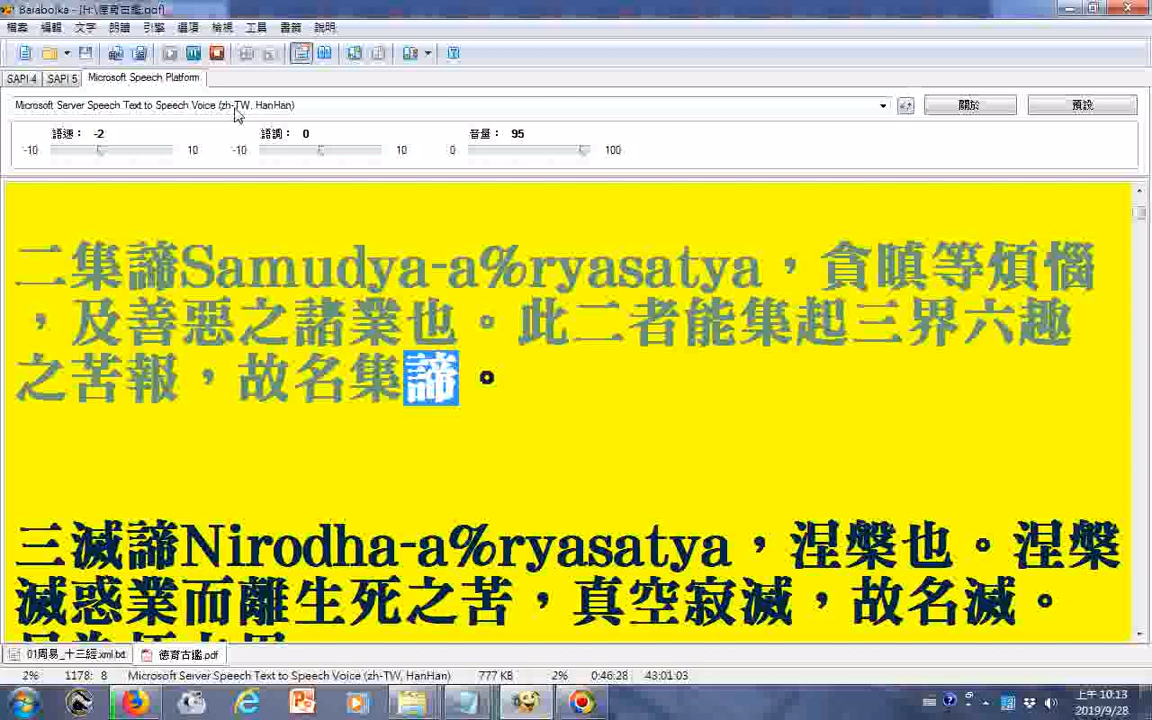 Balabolka - [H:\德育古鑑.pdf]
檔案 編輯 文字 朗讀 引擎 選項 檢視 工具 書籤 說明
SAPI 4 SAPI 5 Microsoft Speech Platform
Microsoft Server Speech Text to Speech Voice (zh-TW, HanHan) 關於 預設
語速： -2 語調： 0 音量： 95
-10 10 -10 10 0 100
二集諦Samudya-a%ryasatya，貪瞋等煩惱
，及善惡之諸業也。此二者能集起三界六趣
之苦報，故名集諦。
三滅諦Nirodha-a%ryasatya，涅槃也。涅槃
滅惑業而離生死之苦，真空寂滅，故名滅。
01周易_十三經.xml.txt 德育古鑑.pdf
2% 1178: 8 Microsoft Server Speech Text to Speech Voice (zh-TW, HanHan) 777 KB 2% 0:46:28 43:01:03
上午 10:13
2019/9/28